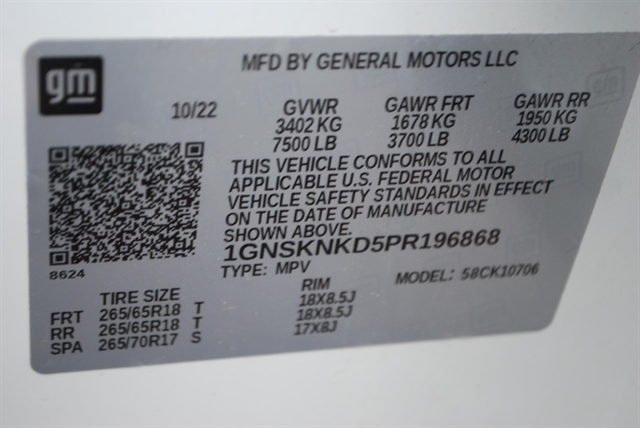 gm
MFD BY GENERAL MOTORS LLC
10/22 GVWR GAWR FRT GAWR RR
3402 KG 1678 KG 1950 KG
7500 LB 3700 LB 4300 LB
THIS VEHICLE CONFORMS TO ALL
APPLICABLE U.S. FEDERAL MOTOR
VEHICLE SAFETY STANDARDS IN EFFECT
ON THE DATE OF MANUFACTURE
SHOWN ABOVE.
8624
1GNSKNKD5PR196868
TYPE: MPV MODEL: 58CK10706
TIRE SIZE RIM
FRT 265/65R18 T 18X8.5J
RR 265/65R18 T 18X8.5J
SPA 265/70R17 S 17X8J